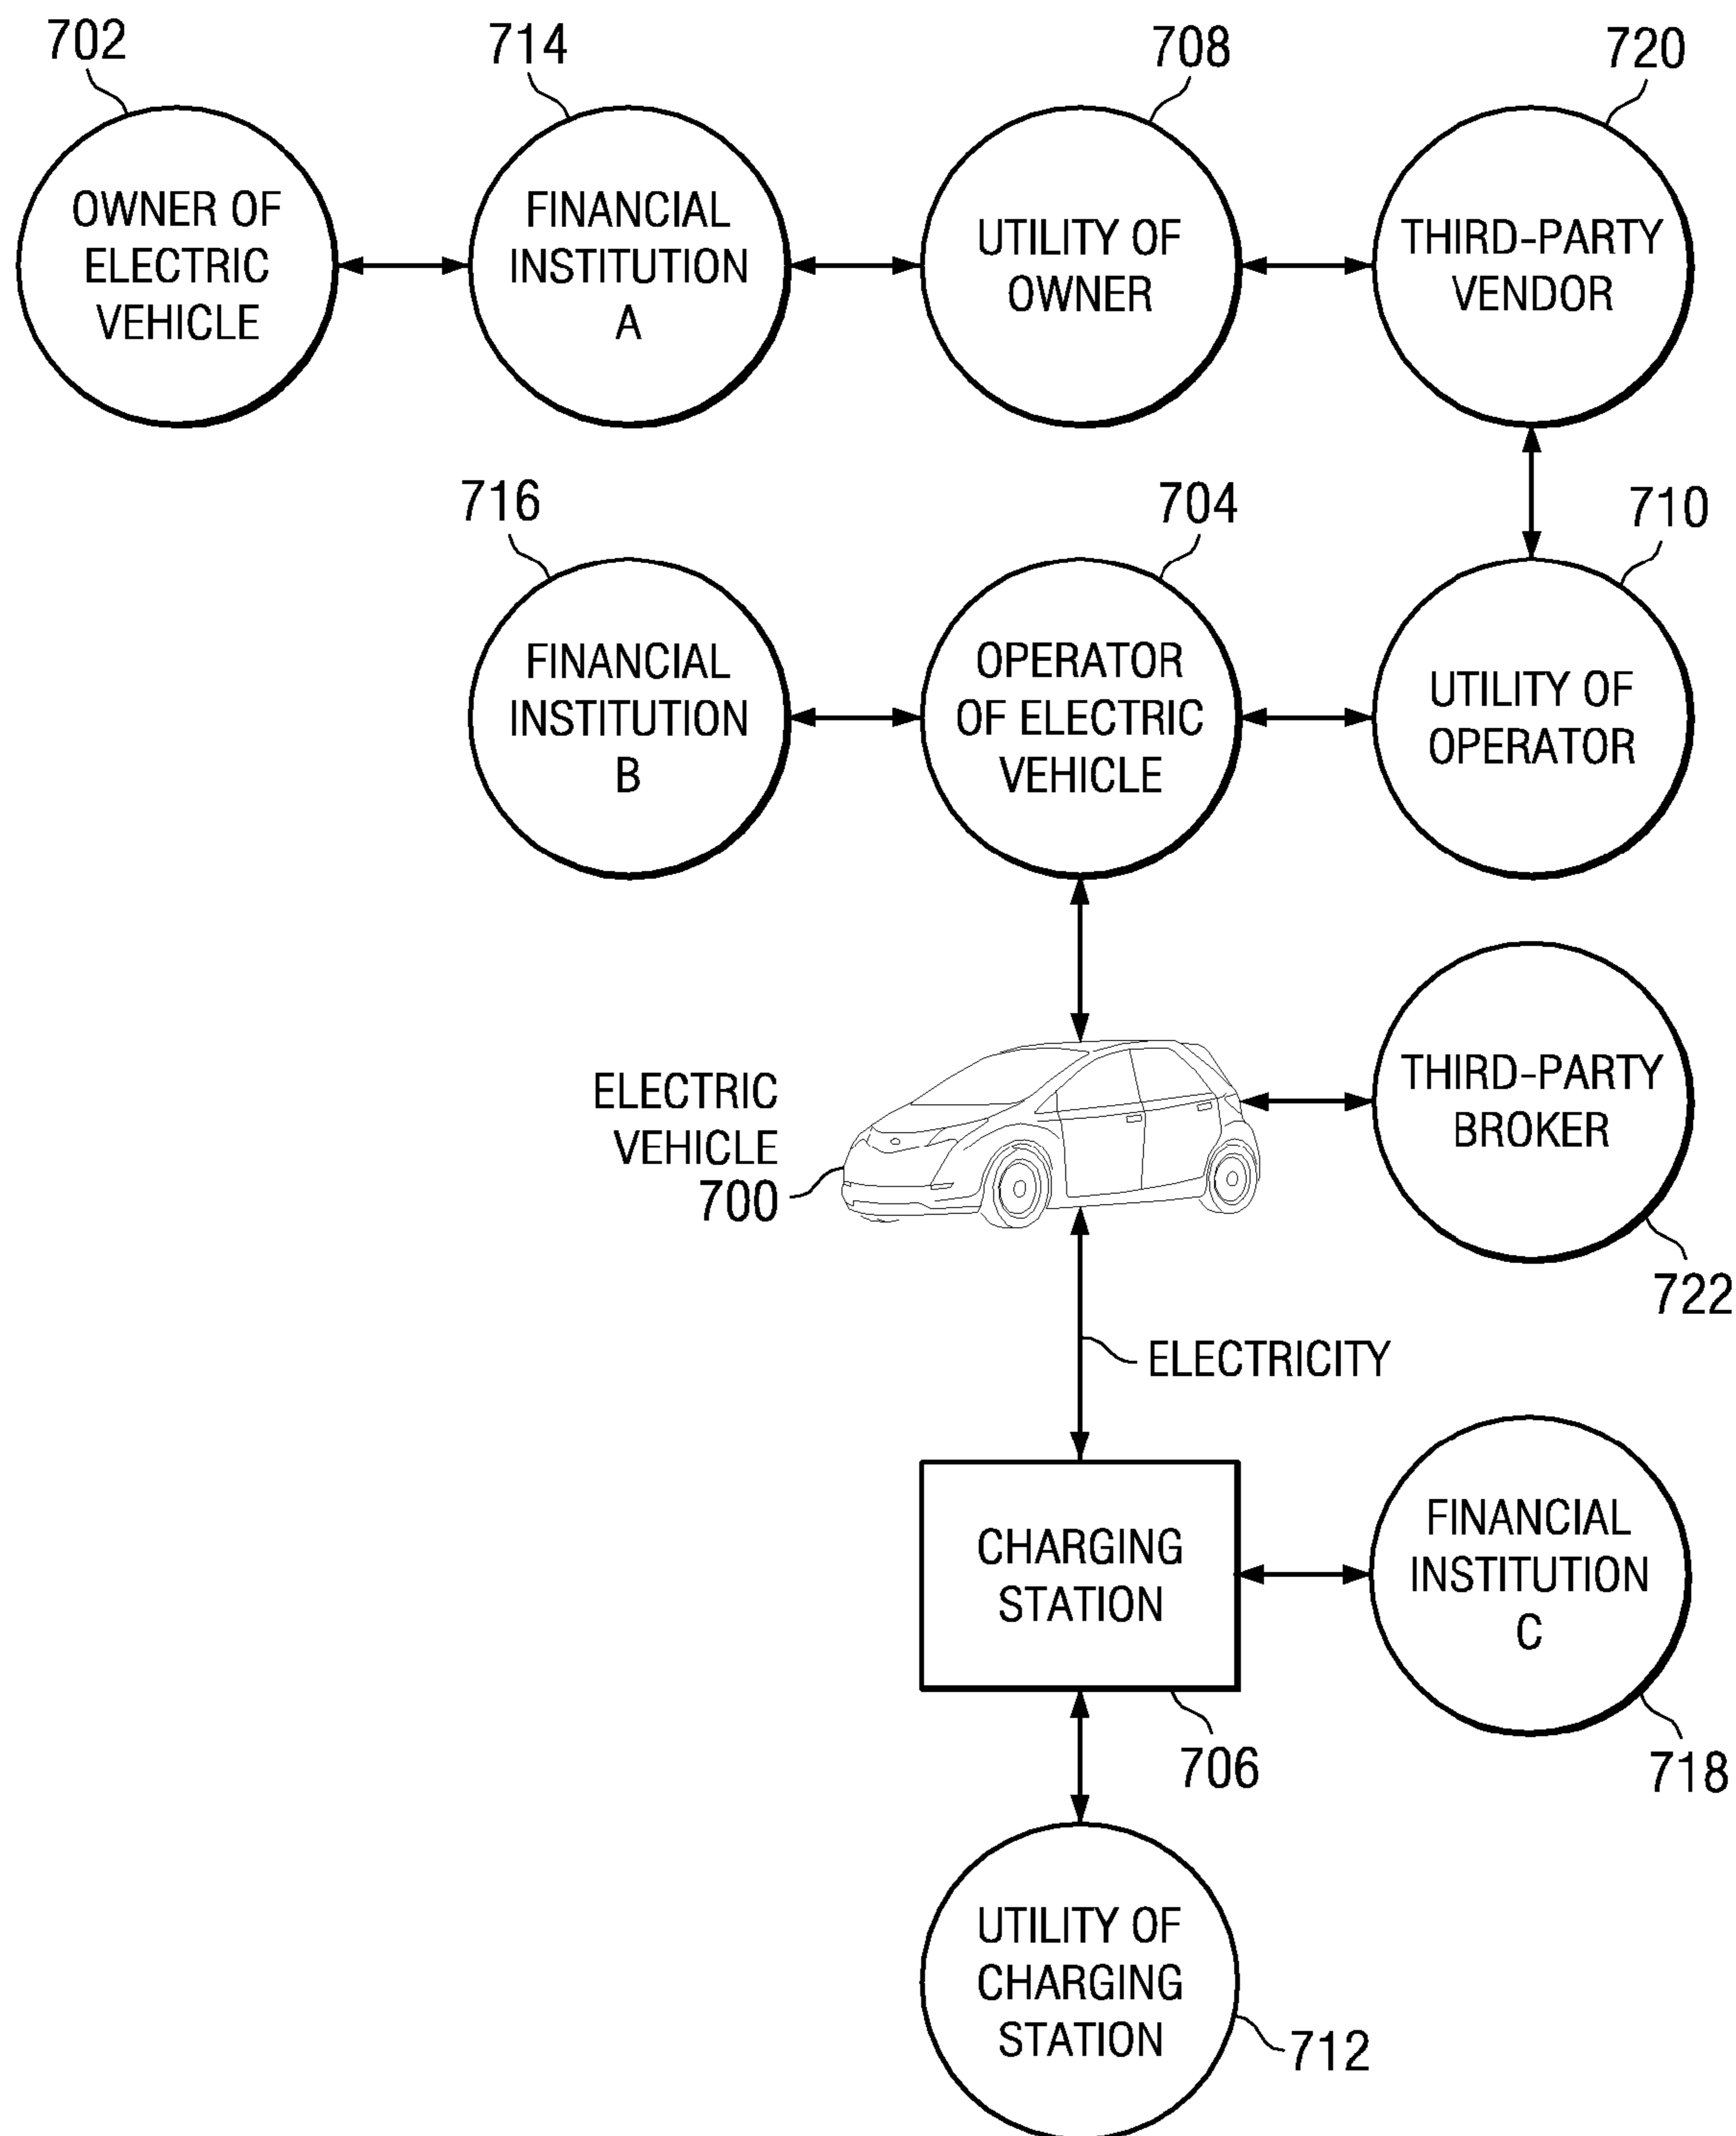 702
714
708
720
OWNER OF
ELECTRIC
VEHICLE
FINANCIAL
INSTITUTION
A
UTILITY OF
OWNER
THIRD-PARTY
VENDOR
716
704
710
FINANCIAL
INSTITUTION
B
OPERATOR
OF ELECTRIC
VEHICLE
UTILITY OF
OPERATOR
ELECTRIC
VEHICLE
700
THIRD-PARTY
BROKER
722
ELECTRICITY
CHARGING
STATION
706
FINANCIAL
INSTITUTION
C
718
UTILITY OF
CHARGING
STATION
712